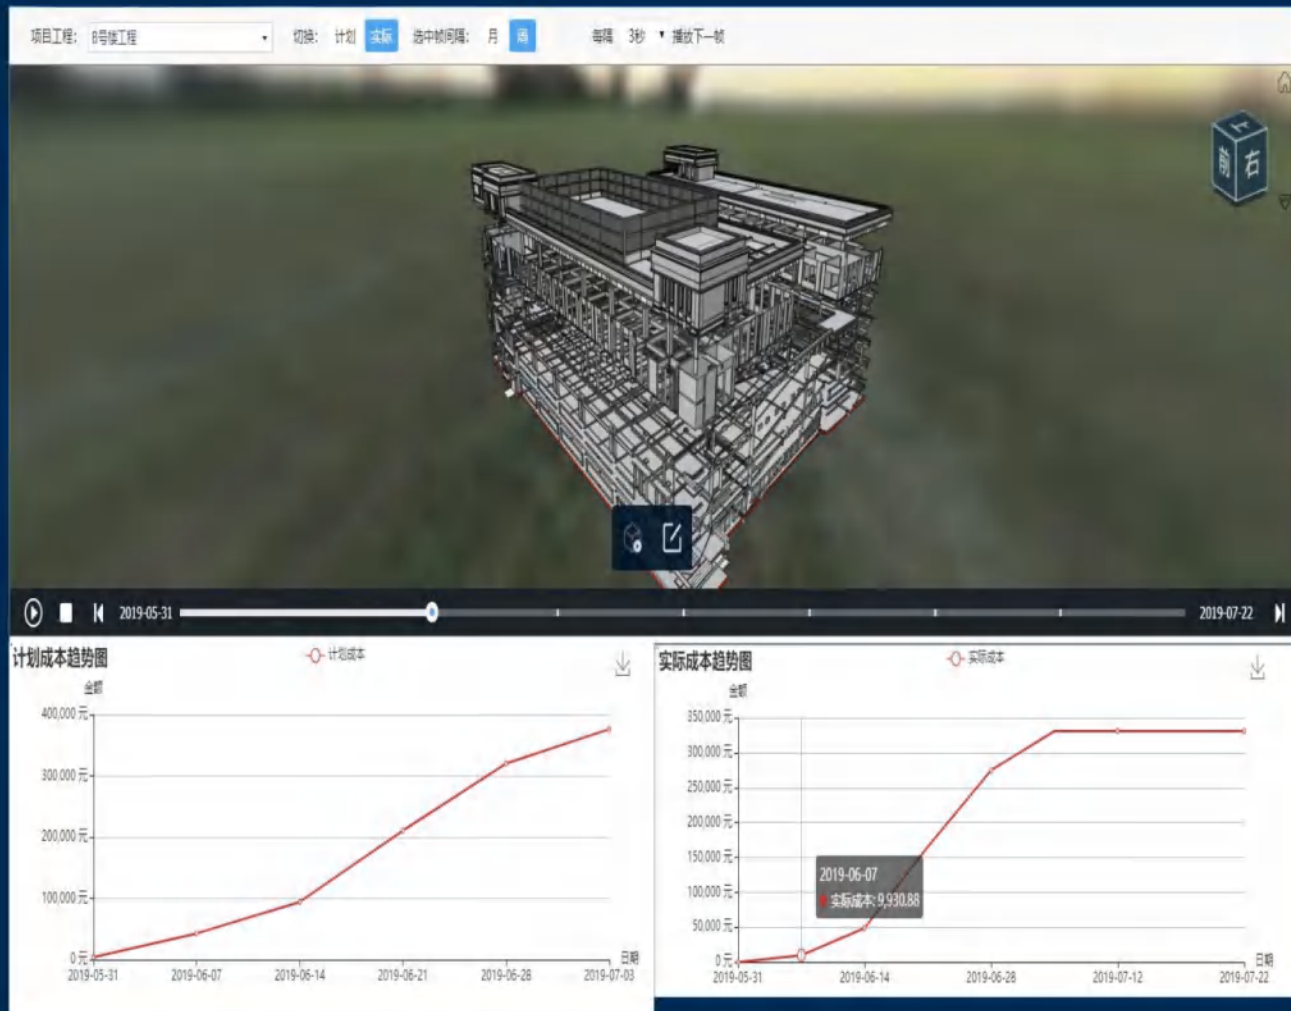 项目工程: B号楼工程 切换: 计划 实际 选中帧间隔: 月 周 每隔 3秒 播放下一帧
前 右
2019-05-31 2019-07-22
计划成本趋势图 计划成本
金额
400,000 元
300,000 元
200,000 元
100,000 元
0 元
2019-05-31 2019-06-07 2019-06-14 2019-06-21 2019-06-28 2019-07-03 日期
实际成本趋势图 实际成本
金额
350,000 元
300,000 元
250,000 元
200,000 元
150,000 元
100,000 元
50,000 元
0 元
2019-06-07
实际成本: 9,930.88
2019-05-31 2019-06-14 2019-06-28 2019-07-12 2019-07-22 日期